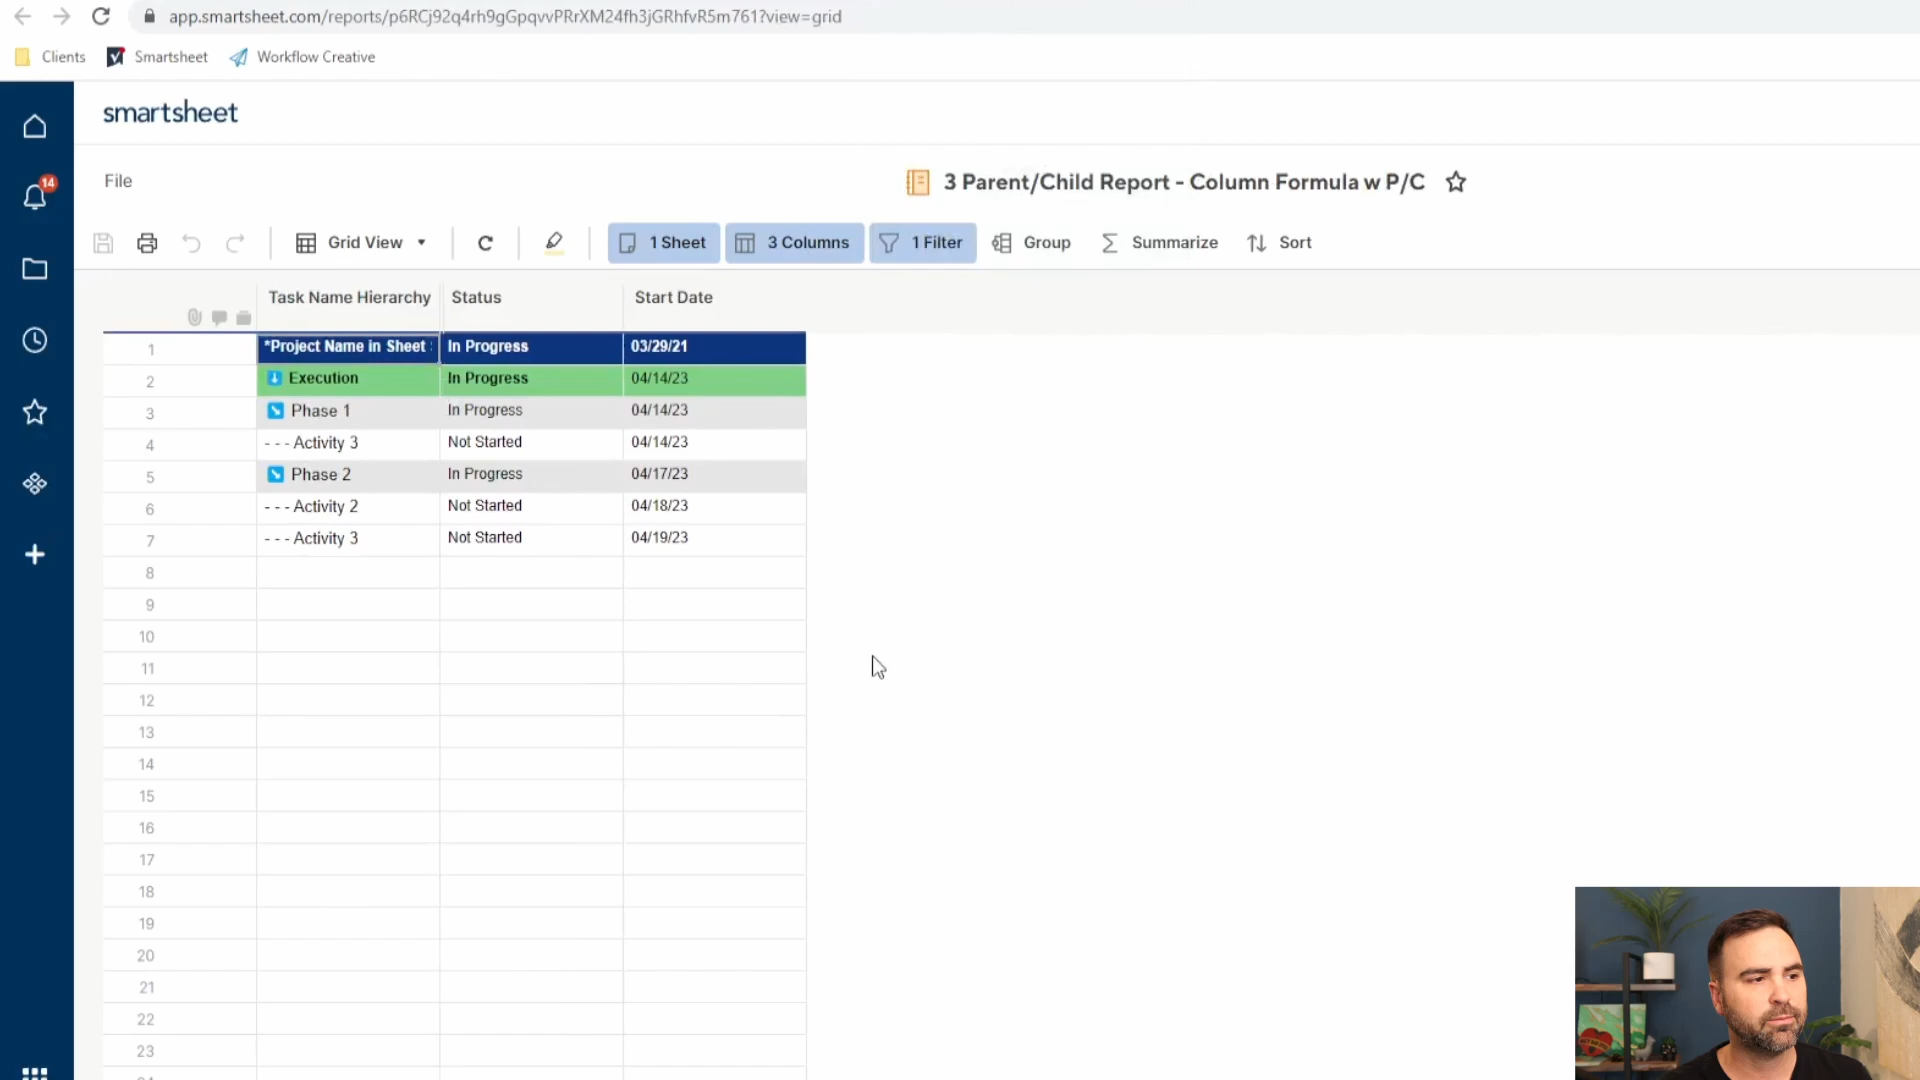 app.smartsheet.com/reports/p6RCj92q4rh9gGpqvvPRrXM24fh3jGRhfvR5m761?view=grid
Clients Smartsheet Workflow Creative
smartsheet
14
File 3 Parent/Child Report - Column Formula w P/C
Grid View 1 Sheet 3 Columns 1 Filter Group Summarize Sort
Task Name Hierarchy Status Start Date
1 *Project Name in Sheet In Progress 03/29/21
2 Execution In Progress 04/14/23
3 Phase 1 In Progress 04/14/23
4 - - - Activity 3 Not Started 04/14/23
5 Phase 2 In Progress 04/17/23
6 - - - Activity 2 Not Started 04/18/23
7 - - - Activity 3 Not Started 04/19/23
8
9
10
11
12
13
14
15
16
17
18
19
20
21
22
23